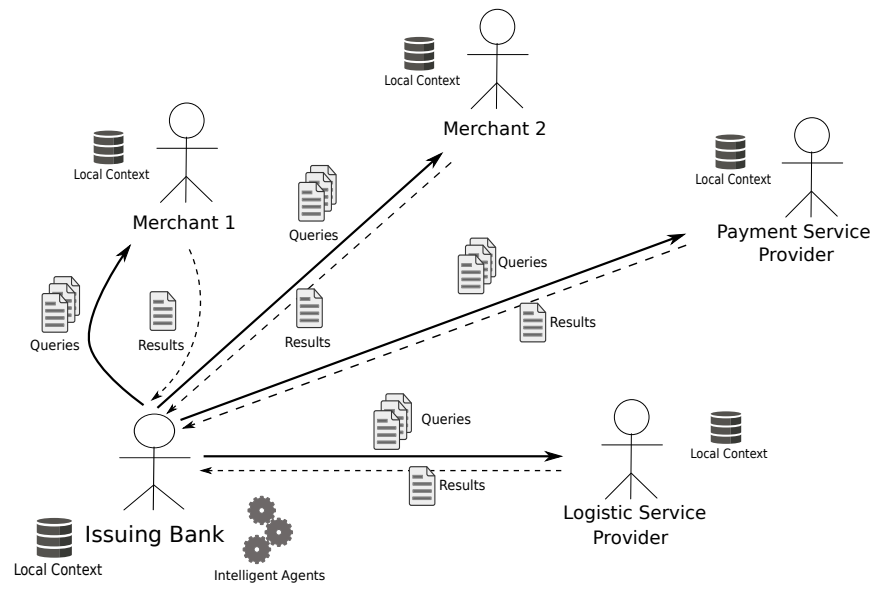 Local Context
Merchant 2
Local Context
Merchant 1
Local Context
Payment Service
Provider
Queries
Queries
Results
Queries
Results
Queries
Results
Queries
Results
Local Context
Logistic Service
Provider
Issuing Bank
Local Context
Intelligent Agents